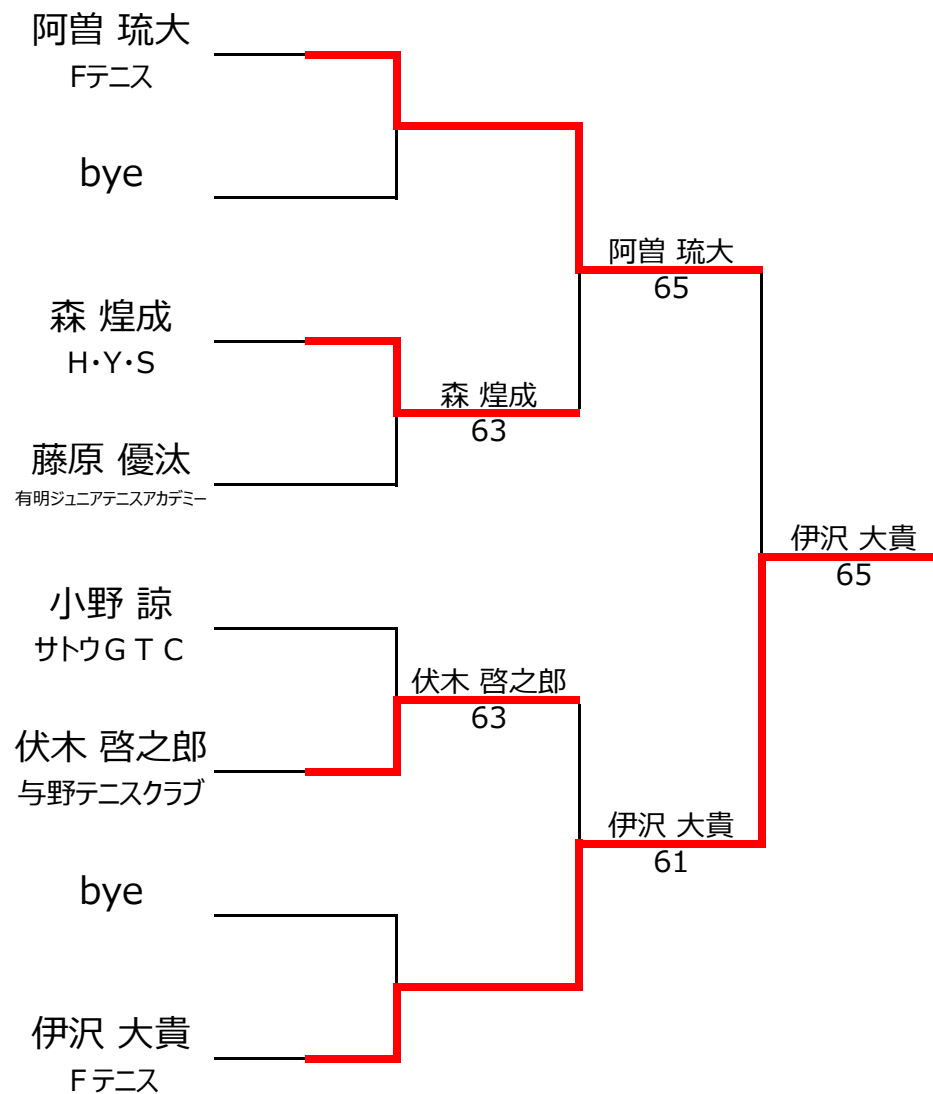 阿曽 琉大
Fテニス
bye
阿曽 琉大
65
森 煌成
H・Y・S
森 煌成
63
藤原 優汰
有明ジュニアテニスアカデミー
伊沢 大貴
65
小野 諒
サトウＧＴＣ
伏木 啓之郎
63
伏木 啓之郎
与野テニスクラブ
伊沢 大貴
61
bye
伊沢 大貴
Ｆテニス